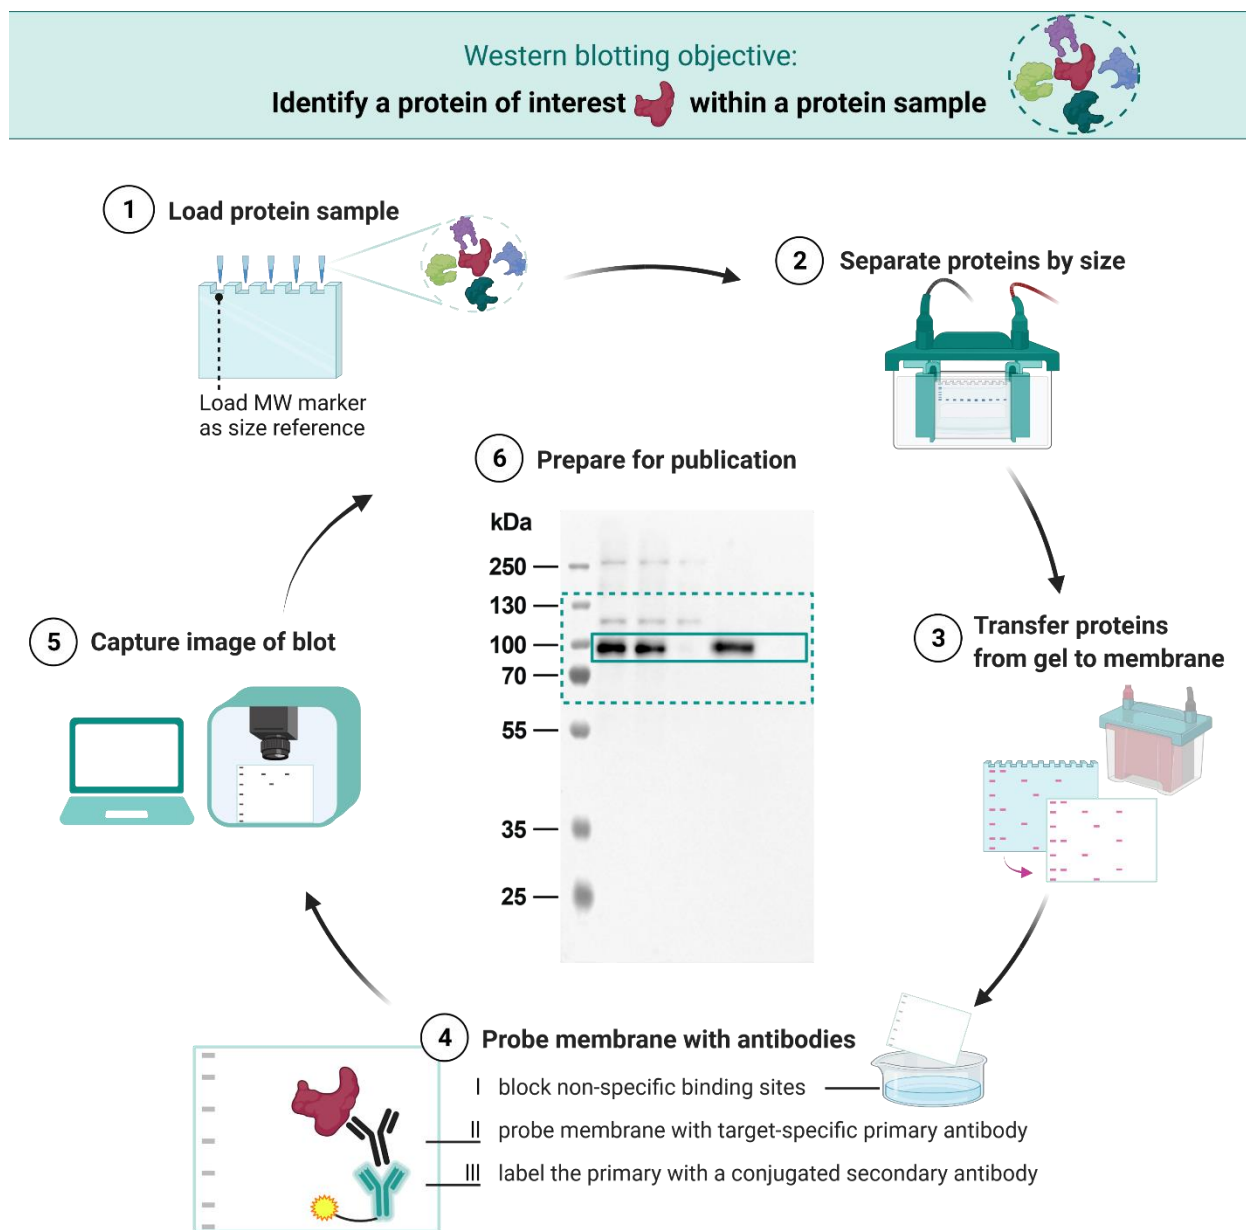 Western blotting objective:
Identify a protein of interest within a protein sample
1 Load protein sample
Load MW marker
as size reference
2 Separate proteins by size
3 Transfer proteins
from gel to membrane
4 Probe membrane with antibodies
I block non-specific binding sites
II probe membrane with target-specific primary antibody
III label the primary with a conjugated secondary antibody
5 Capture image of blot
6 Prepare for publication
kDa
250
130
100
70
55
35
25